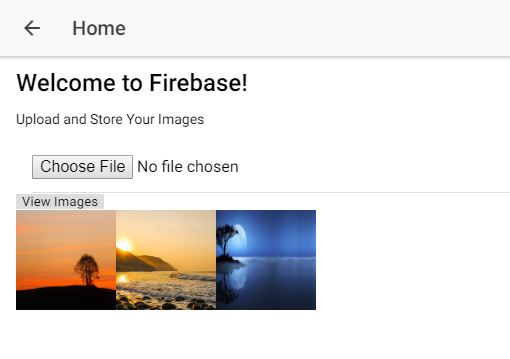 Home
Welcome to Firebase!
Upload and Store Your Images
Choose File No file chosen
View Images